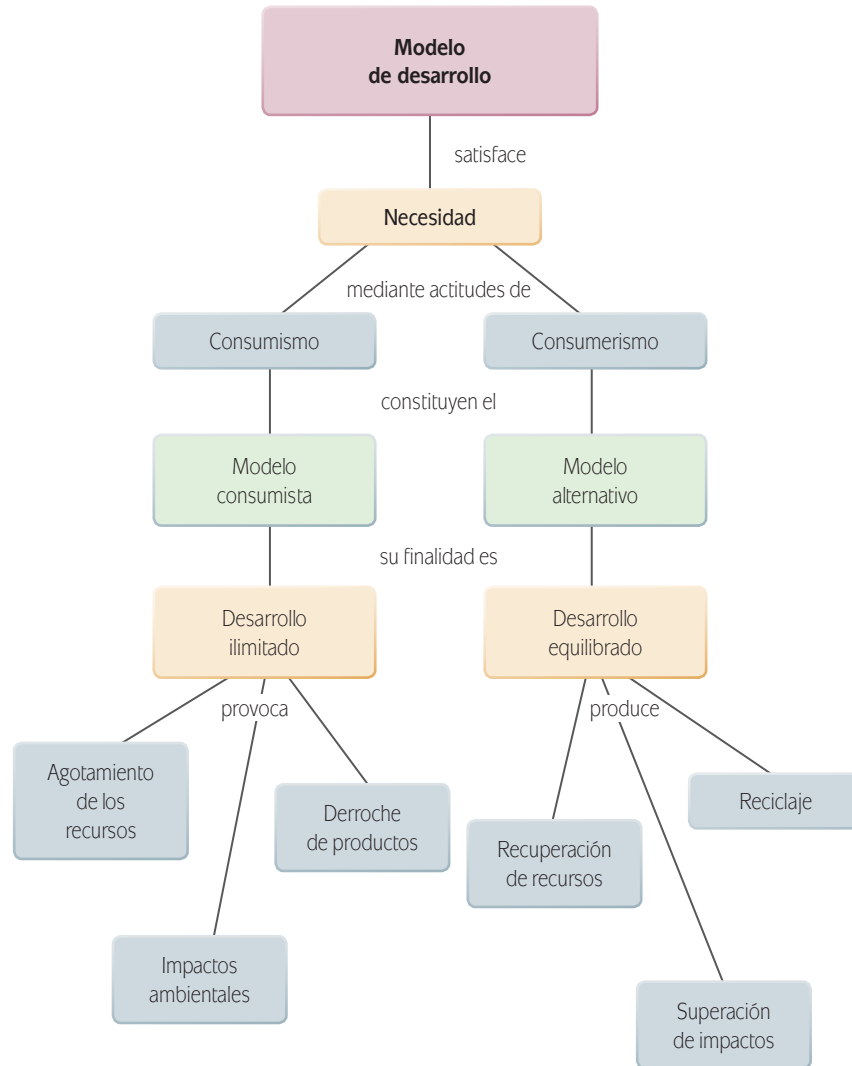 Modelo
de desarrollo
satisface
Necesidad
mediante actitudes de
Consumismo
Consumerismo
constituyen el
Modelo
consumista
Modelo
alternativo
su finalidad es
Desarrollo
ilimitado
Desarrollo
equilibrado
provoca
produce
Agotamiento
de los
recursos
Derroche
de productos
Reciclaje
Recuperación
de recursos
Impactos
ambientales
Superación
de impactos